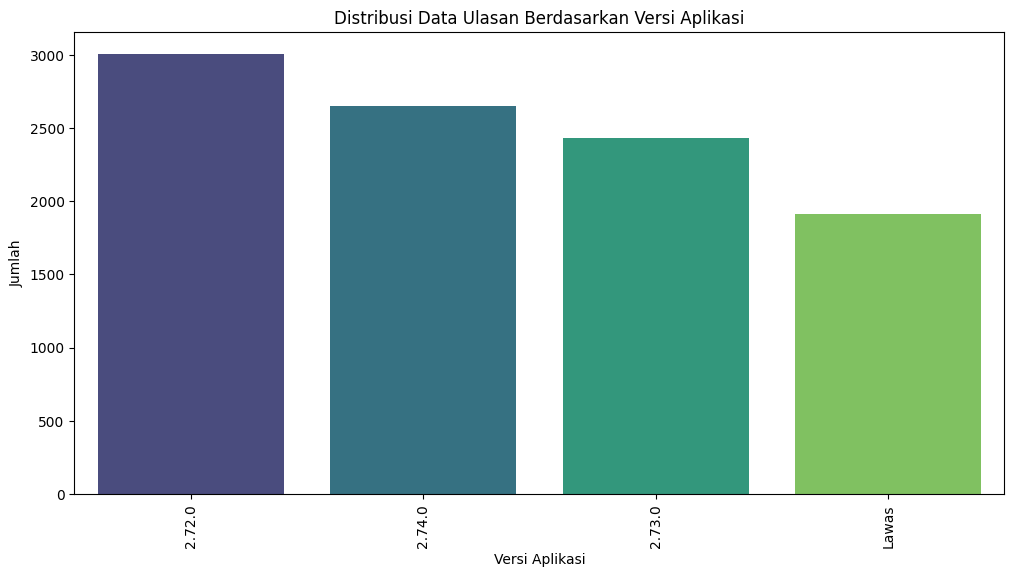 Distribusi Data Ulasan Berdasarkan Versi Aplikasi
Jumlah
3000
2500
2000
1500
1000
500
0
2.72.0
2.74.0
2.73.0
Lawas
Versi Aplikasi